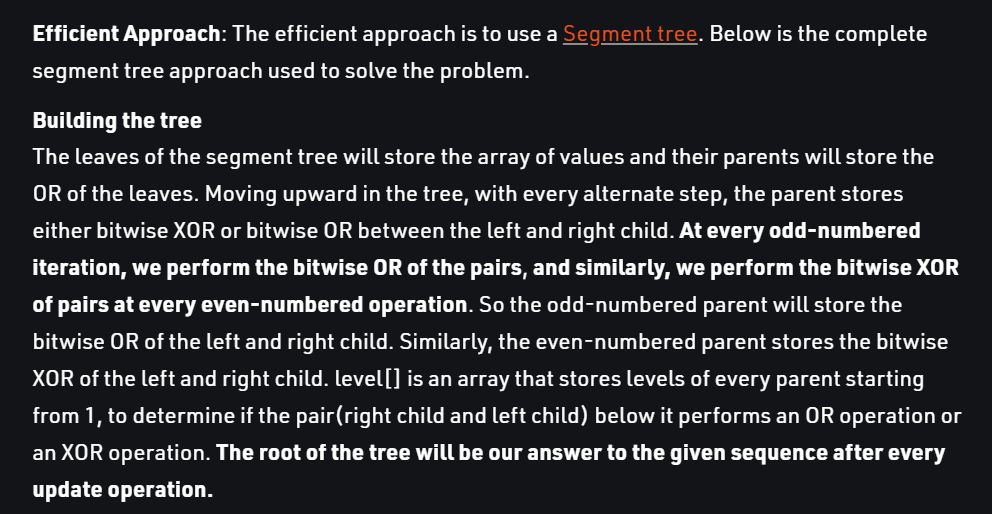 Efficient Approach: The efficient approach is to use a Segment tree. Below is the complete
segment tree approach used to solve the problem.
Building the tree
The leaves of the segment tree will store the array of values and their parents will store the
OR of the leaves. Moving upward in the tree, with every alternate step, the parent stores
either bitwise XOR or bitwise OR between the left and right child. At every odd-numbered
iteration, we perform the bitwise OR of the pairs, and similarly, we perform the bitwise XOR
of pairs at every even-numbered operation. So the odd-numbered parent will store the
bitwise OR of the left and right child. Similarly, the even-numbered parent stores the bitwise
XOR of the left and right child. level[] is an array that stores levels of every parent starting
from 1, to determine if the pair(right child and left child) below it performs an OR operation or
an XOR operation. The root of the tree will be our answer to the given sequence after every
update operation.